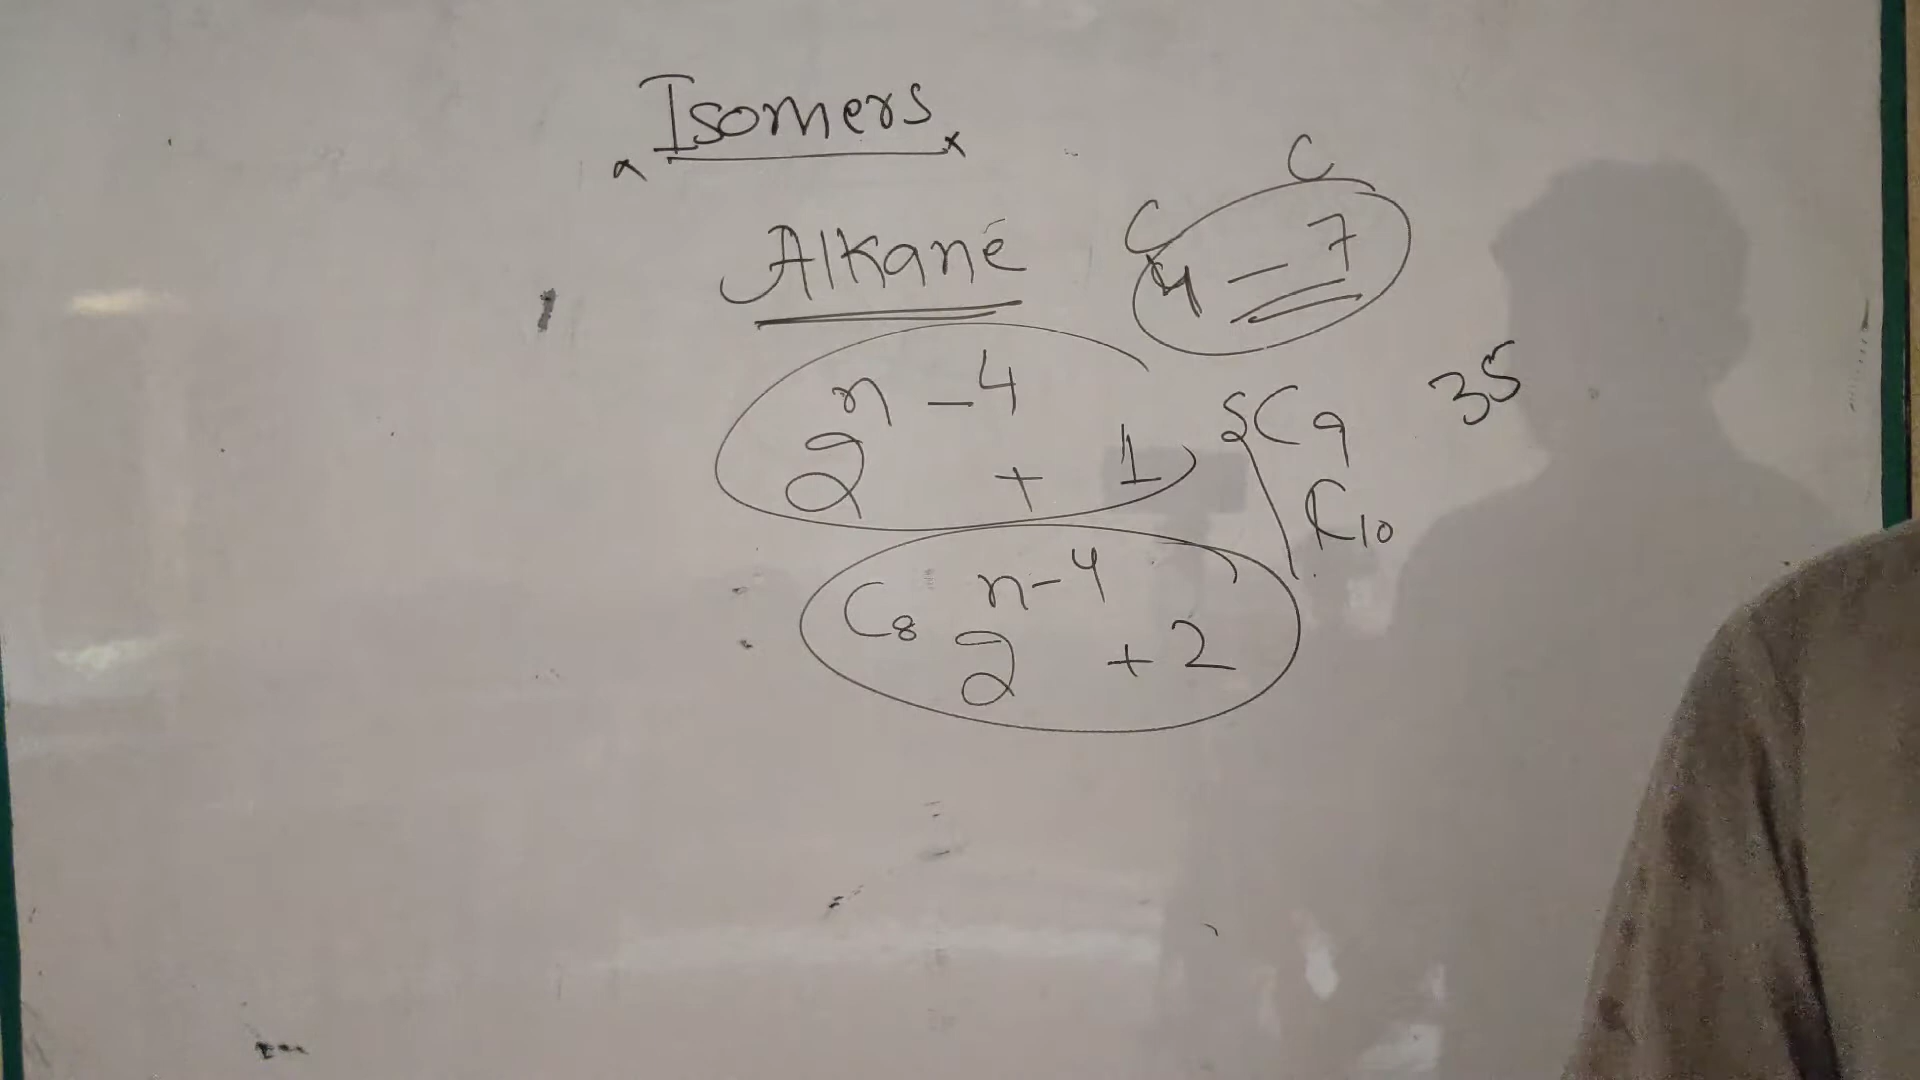 Isomers
Alkane
C C
4 – 7
2^(n-4) + 1
C9 35
C10
C8 2^(n-4) + 2